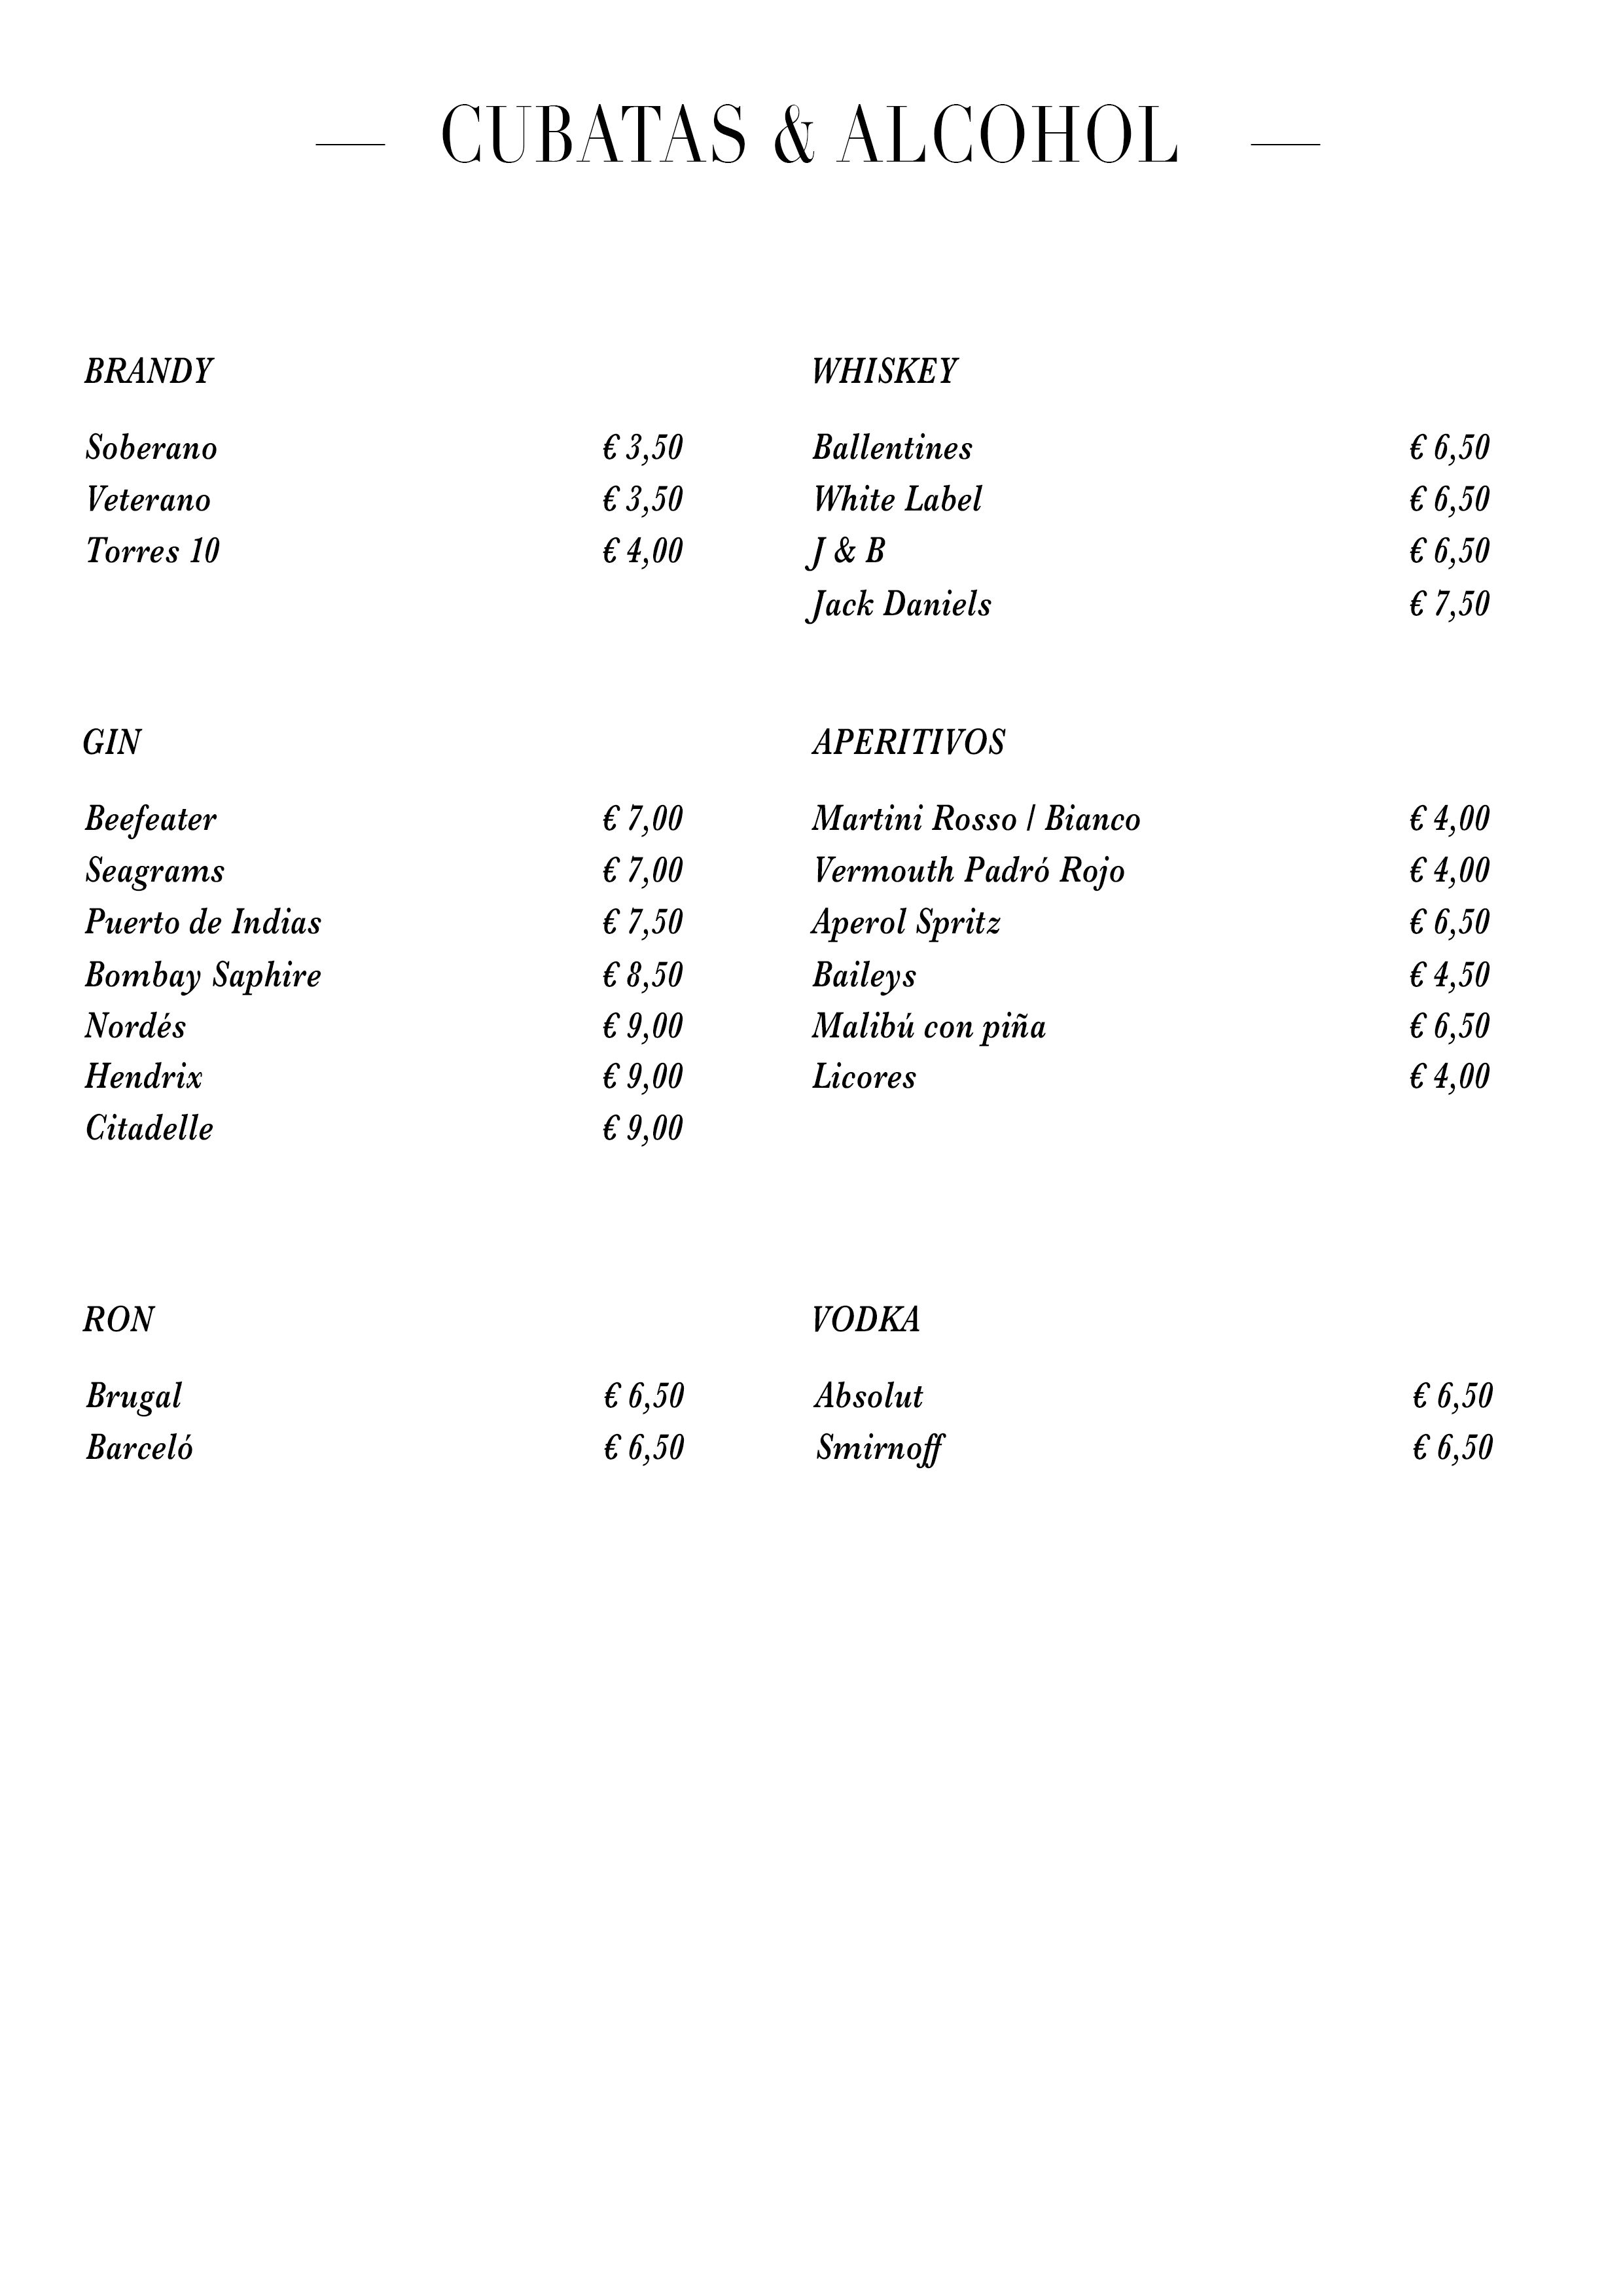 CUBATAS & ALCOHOL
BRANDY
Soberano € 3,50
Veterano € 3,50
Torres 10 € 4,00
WHISKEY
Ballentines € 6,50
White Label € 6,50
J & B € 6,50
Jack Daniels € 7,50
GIN
Beefeater € 7,00
Seagrams € 7,00
Puerto de Indias € 7,50
Bombay Saphire € 8,50
Nordés € 9,00
Hendrix € 9,00
Citadelle € 9,00
APERITIVOS
Martini Rosso / Bianco € 4,00
Vermouth Padró Rojo € 4,00
Aperol Spritz € 6,50
Baileys € 4,50
Malibú con piña € 6,50
Licores € 4,00
RON
Brugal € 6,50
Barceló € 6,50
VODKA
Absolut € 6,50
Smirnoff € 6,50